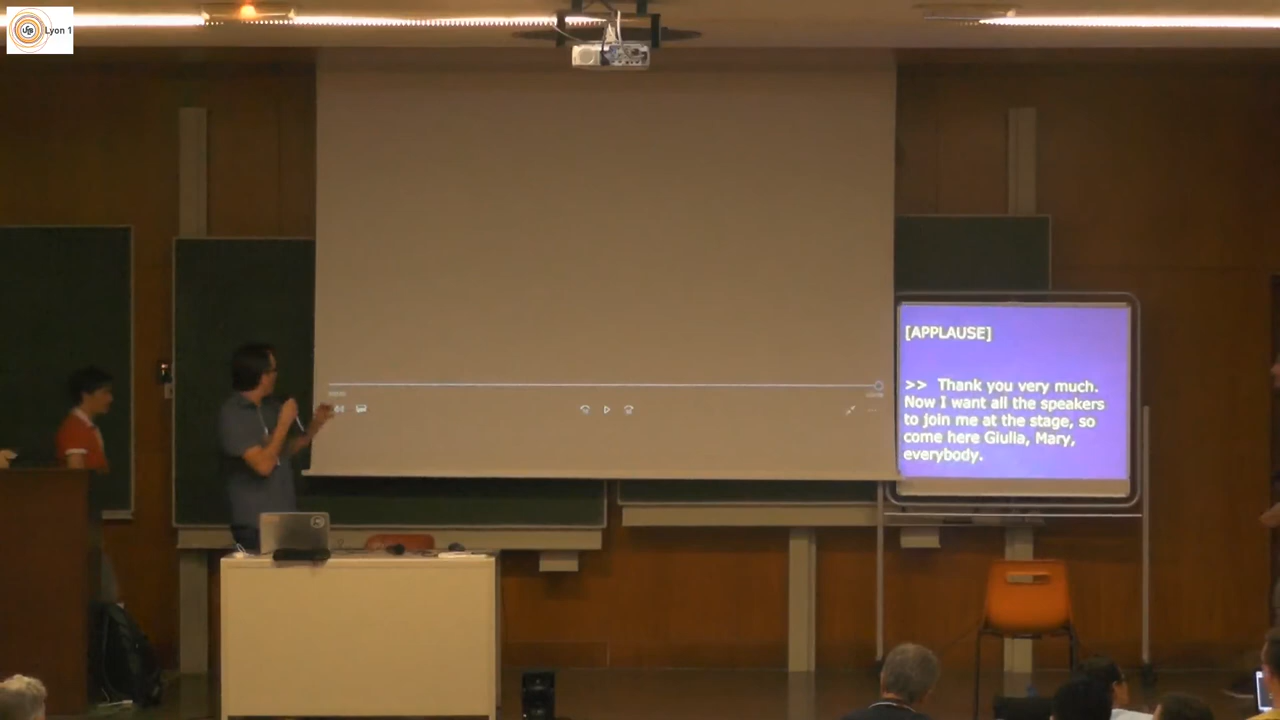 Lyon 1
[APPLAUSE]
>> Thank you very much.
Now I want all the speakers
to join me at the stage, so
come here Giulia, Mary,
everybody.